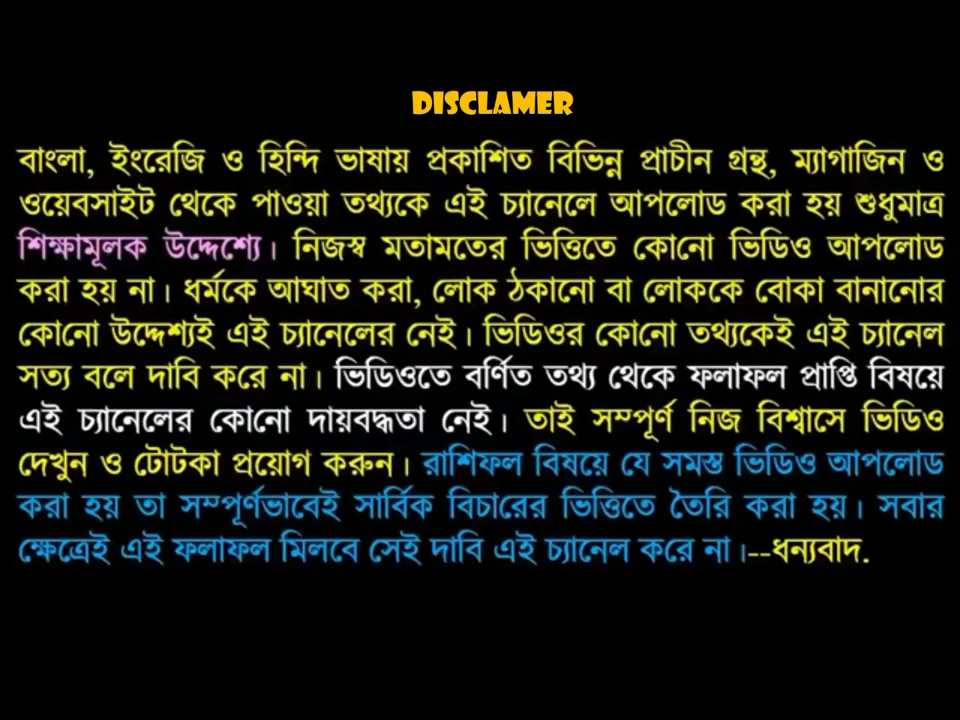 DISCLAMER
বাংলা, ইংরেজি ও হিন্দি ভাষায় প্রকাশিত বিভিন্ন প্রাচীন গ্রন্থ, ম্যাগাজিন ও
ওয়েবসাইট থেকে পাওয়া তথ্যকে এই চ্যানেলে আপলোড করা হয় শুধুমাত্র
শিক্ষামূলক উদ্দেশ্যে। নিজস্ব মতামতের ভিত্তিতে কোনো ভিডিও আপলোড
করা হয় না। ধর্মকে আঘাত করা, লোক ঠকানো বা লোককে বোকা বানানোর
কোনো উদ্দেশ্যই এই চ্যানেলের নেই। ভিডিওর কোনো তথ্যকেই এই চ্যানেল
সত্য বলে দাবি করে না। ভিডিওতে বর্ণিত তথ্য থেকে ফলাফল প্রাপ্তি বিষয়ে
এই চ্যানেলের কোনো দায়বদ্ধতা নেই। তাই সম্পূর্ণ নিজ বিশ্বাসে ভিডিও
দেখুন ও টোটকা প্রয়োগ করুন। রাশিফল বিষয়ে যে সমস্ত ভিডিও আপলোড
করা হয় তা সম্পূর্ণভাবেই সার্বিক বিচারের ভিত্তিতে তৈরি করা হয়। সবার
ক্ষেত্রেই এই ফলাফল মিলবে সেই দাবি এই চ্যানেল করে না।--ধন্যবাদ.